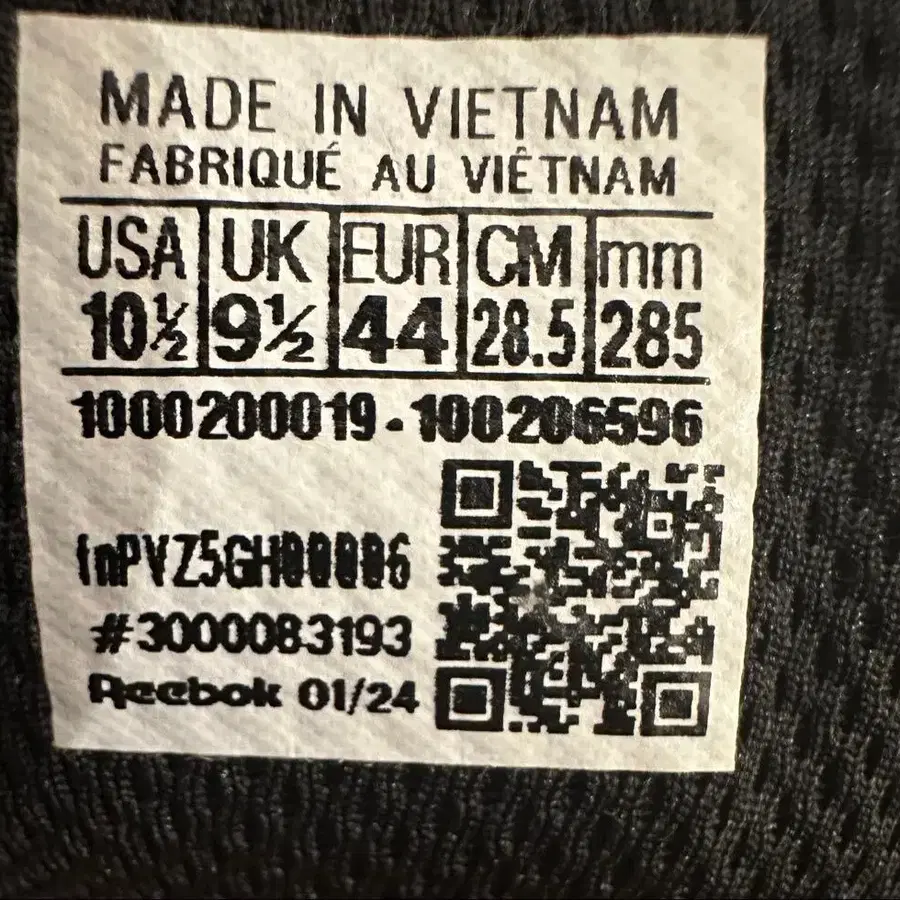 MADE IN VIETNAM
FABRIQUÉ AU VIÊTNAM
USA UK EUR CM mm
10½ 9½ 44 28.5 285
1000200019-100206596
fnPVZ5GH00006
#3000083193
Reebok 01/24